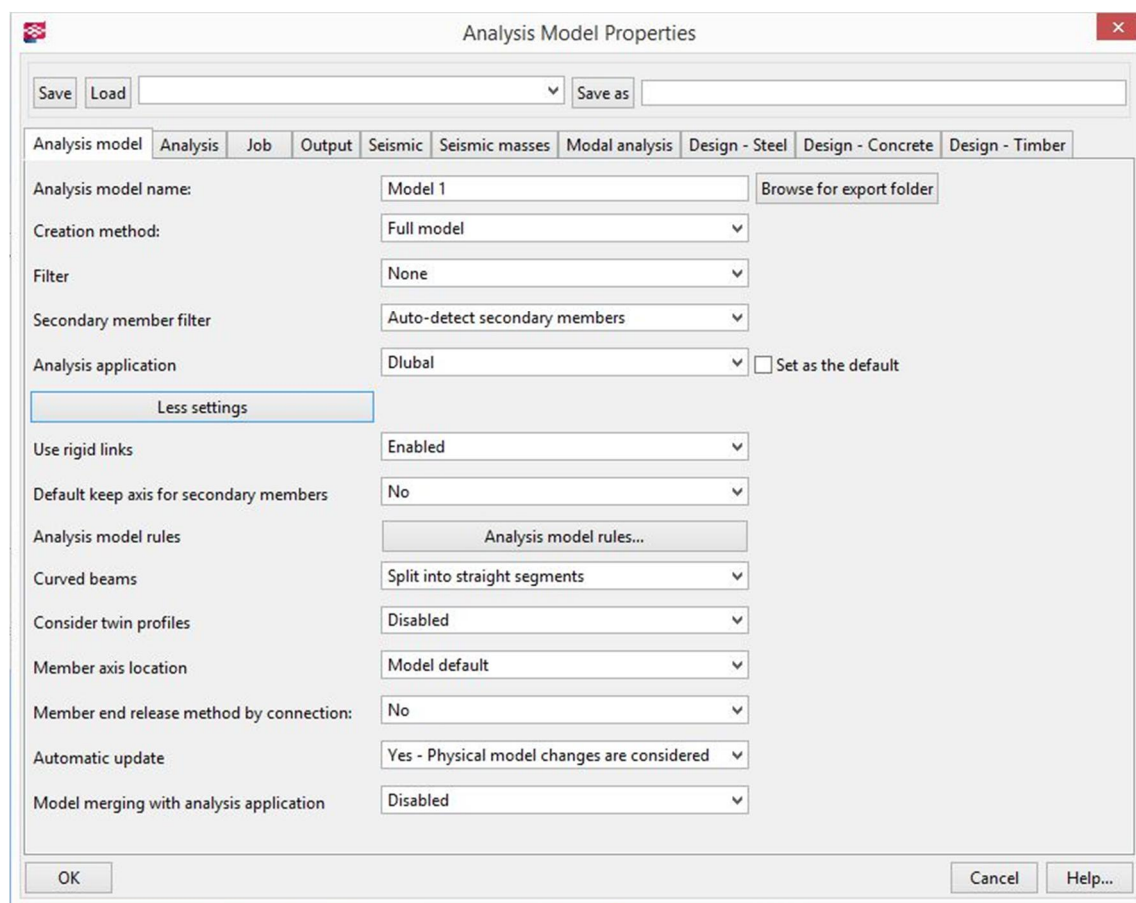 Analysis Model Properties
Save Load Save as
Analysis model Analysis Job Output Seismic Seismic masses Modal analysis Design - Steel Design - Concrete Design - Timber
Analysis model name: Model 1 Browse for export folder
Creation method: Full model
Filter None
Secondary member filter Auto-detect secondary members
Analysis application Dlubal Set as the default
Less settings
Use rigid links Enabled
Default keep axis for secondary members No
Analysis model rules Analysis model rules...
Curved beams Split into straight segments
Consider twin profiles Disabled
Member axis location Model default
Member end release method by connection: No
Automatic update Yes - Physical model changes are considered
Model merging with analysis application Disabled
OK Cancel Help...